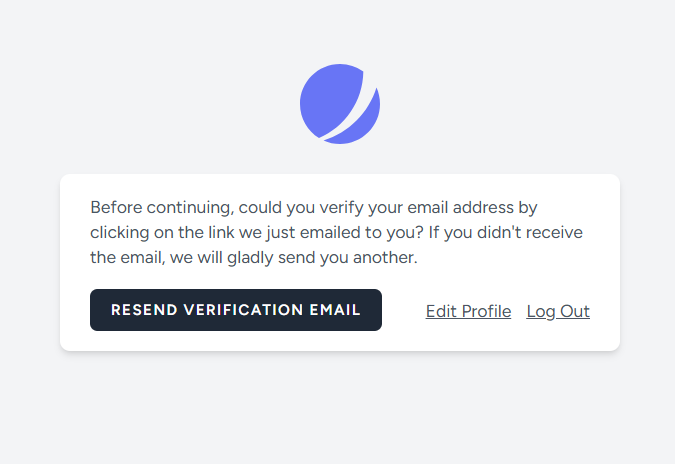 Before continuing, could you verify your email address by
clicking on the link we just emailed to you? If you didn't receive
the email, we will gladly send you another.
RESEND VERIFICATION EMAIL
Edit Profile
Log Out